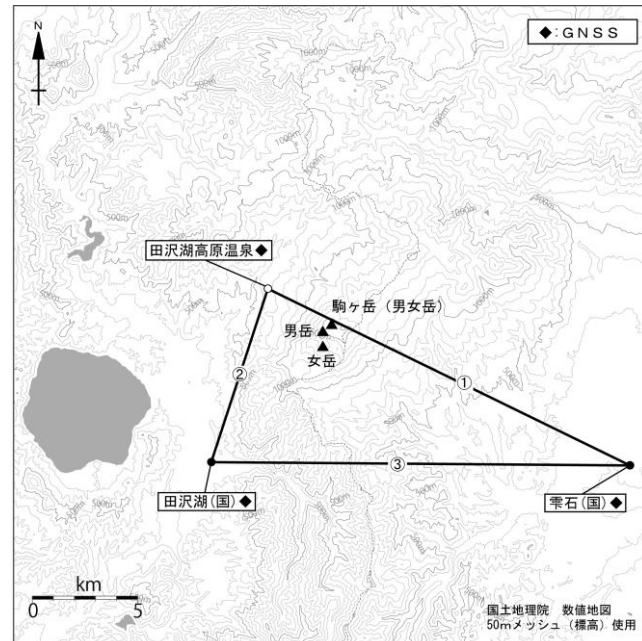 N
◆:GNSS
1000m
500m
田沢湖高原温泉◆
駒ヶ岳（男女岳）
男岳
女岳
②
①
③
田沢湖(国)◆
雫石(国)◆
km
0 5
国土地理院 数値地図
50mメッシュ（標高）使用